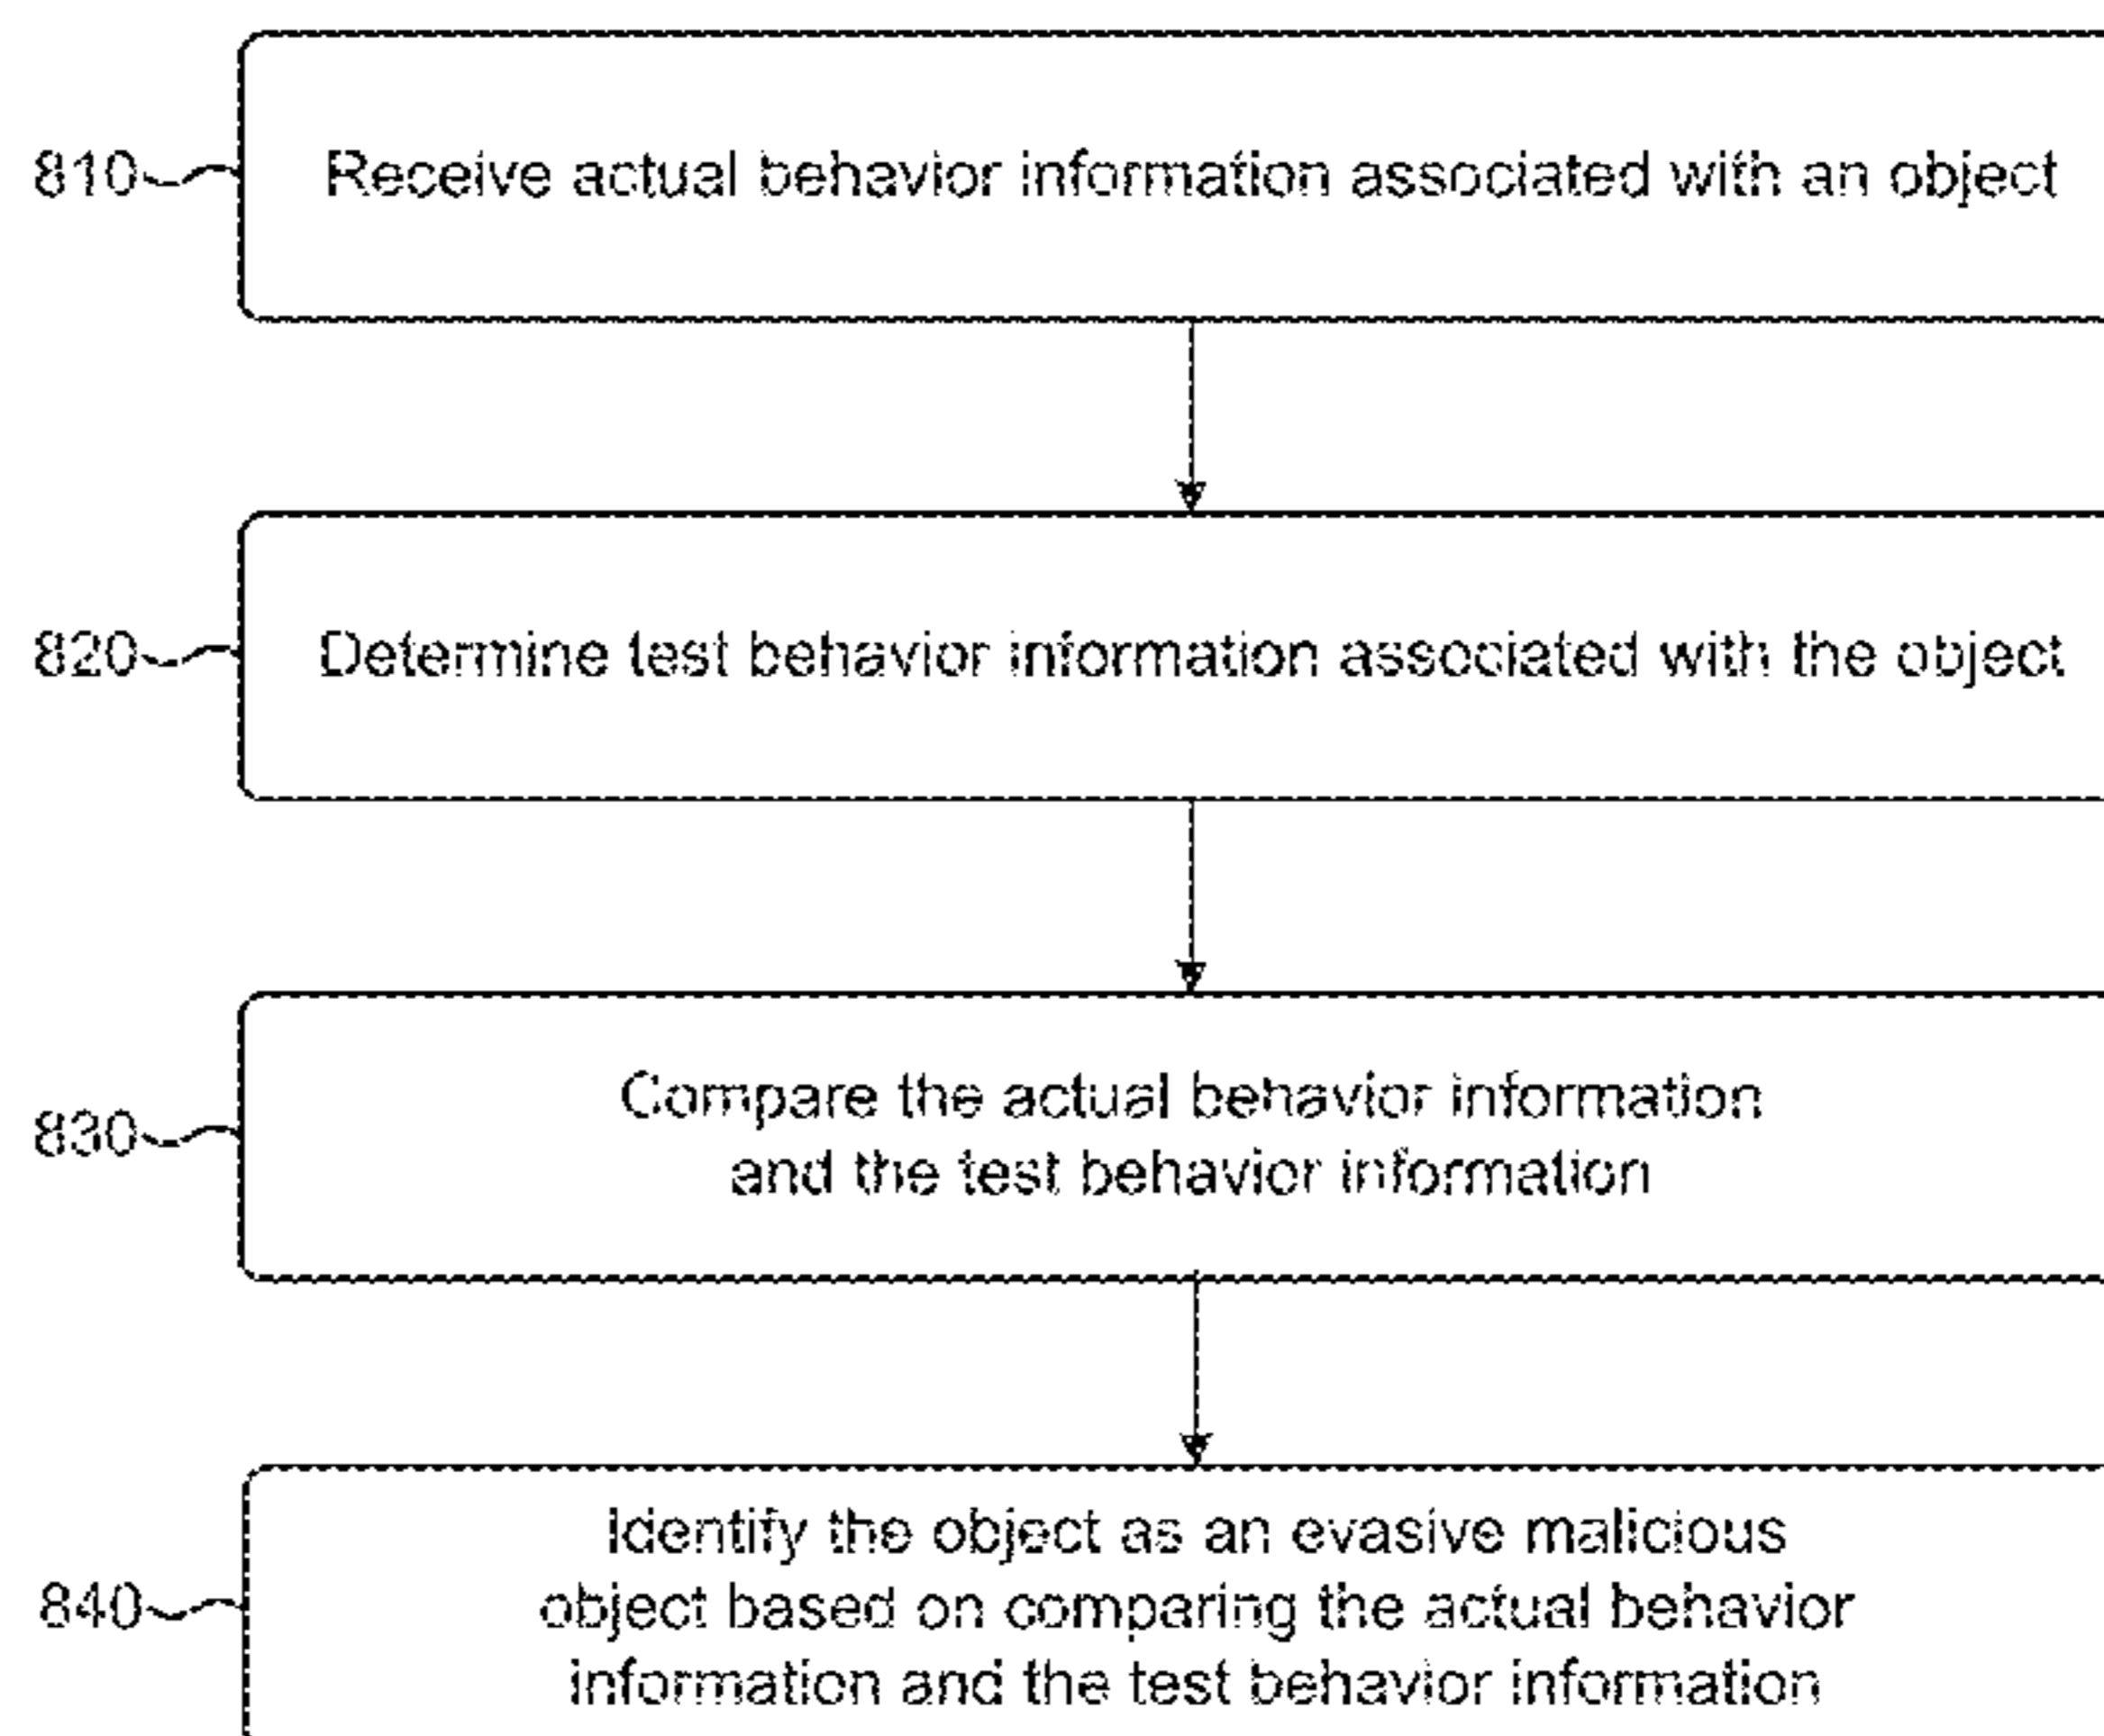 810
Receive actual behavior information associated with an object
820
Determine test behavior information associated with the object
830
Compare the actual behavior information
and the test behavior information
840
Identify the object as an evasive malicious
object based on comparing the actual behavior
information and the test behavior information